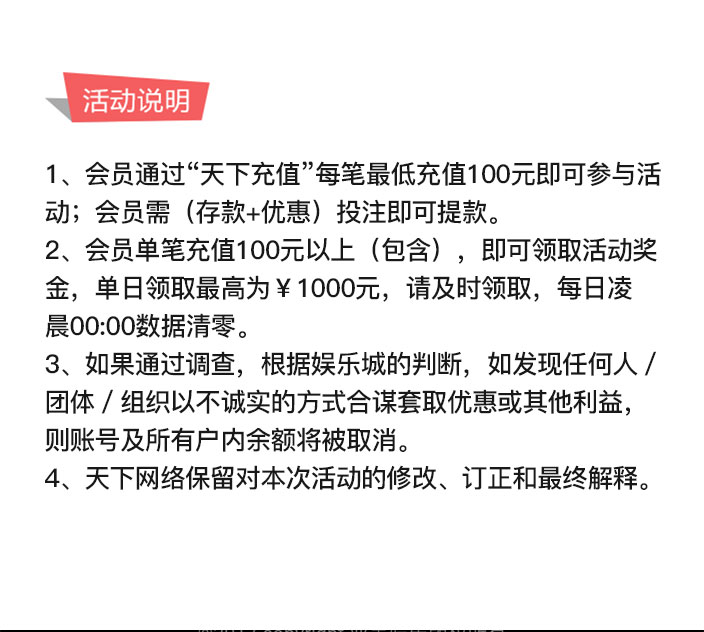 活动说明
1、会员通过“天下充值”每笔最低充值100元即可参与活
动；会员需（存款+优惠）投注即可提款。
2、会员单笔充值100元以上（包含），即可领取活动奖
金，单日领取最高为￥1000元，请及时领取，每日凌
晨00:00数据清零。
3、如果通过调查，根据娱乐城的判断，如发现任何人 /
团体 / 组织以不诚实的方式合谋套取优惠或其他利益，
则账号及所有户内余额将被取消。
4、天下网络保留对本次活动的修改、订正和最终解释。